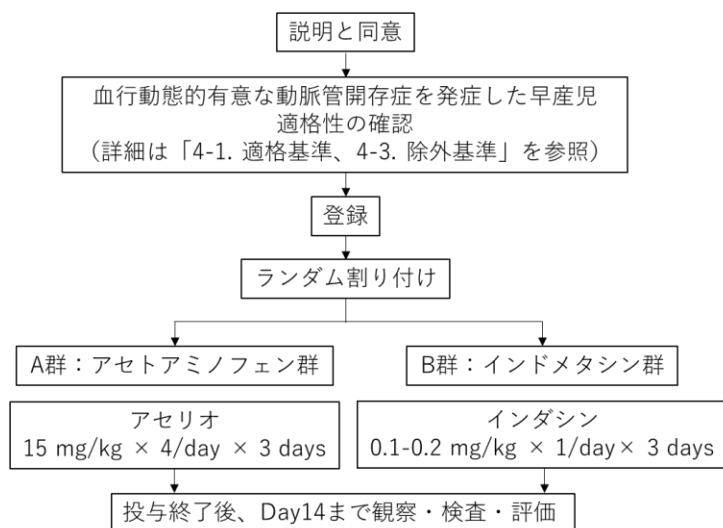 説明と同意
血行動態的有意な動脈管開存症を発症した早産児
適格性の確認
（詳細は「4-1. 適格基準、4-3. 除外基準」を参照）
登録
ランダム割り付け
A群：アセトアミノフェン群
B群：インドメタシン群
アセリオ
15 mg/kg × 4/day × 3 days
インダシン
0.1-0.2 mg/kg × 1/day× 3 days
投与終了後、Day14まで観察・検査・評価